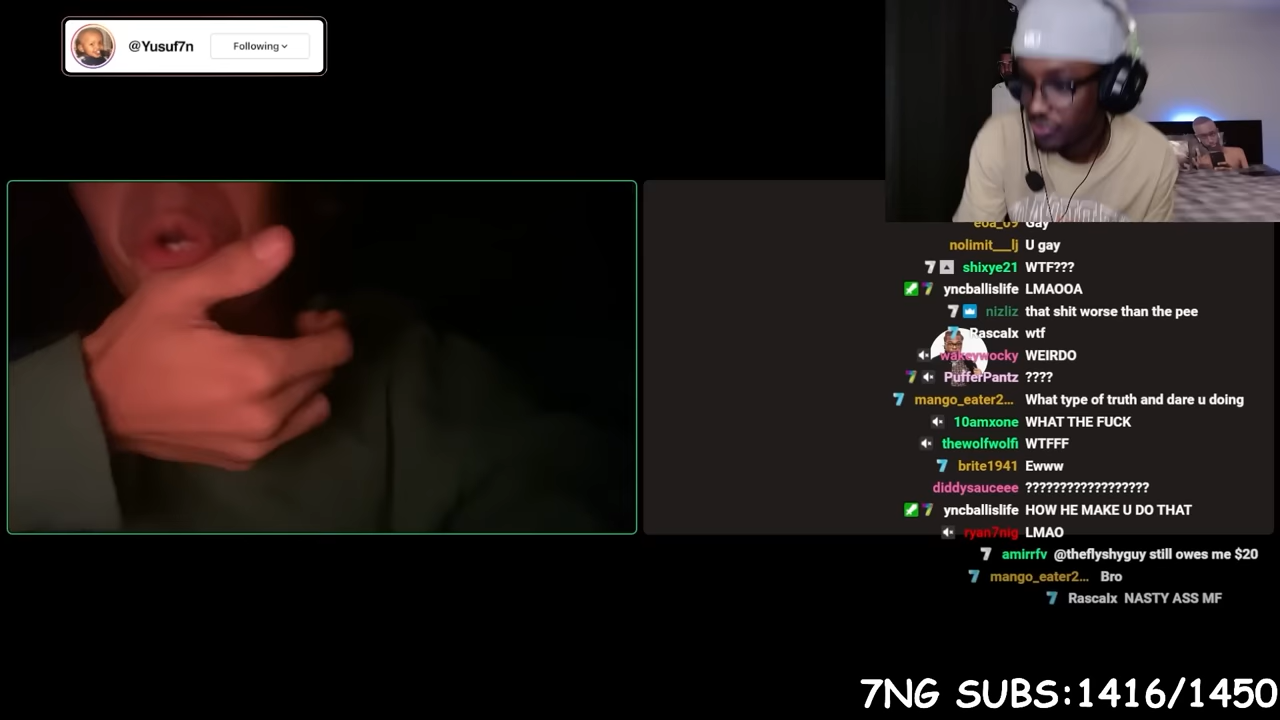 @Yusuf7n Following
eoa_09 Gay
nolimit___lj U gay
shixye21 WTF???
yncballislife LMAOOA
nizliz that shit worse than the pee
Rascalx wtf
wakeywocky WEIRDO
PufferPantz ????
mango_eater2... What type of truth and dare u doing
10amxone WHAT THE FUCK
thewolfwolfi WTFFF
brite1941 Ewww
diddysauceee ??????????????????
yncballislife HOW HE MAKE U DO THAT
ryan7nig LMAO
amirrfv @theflyshyguy still owes me $20
mango_eater2... Bro
Rascalx NASTY ASS MF
7NG SUBS:1416/1450